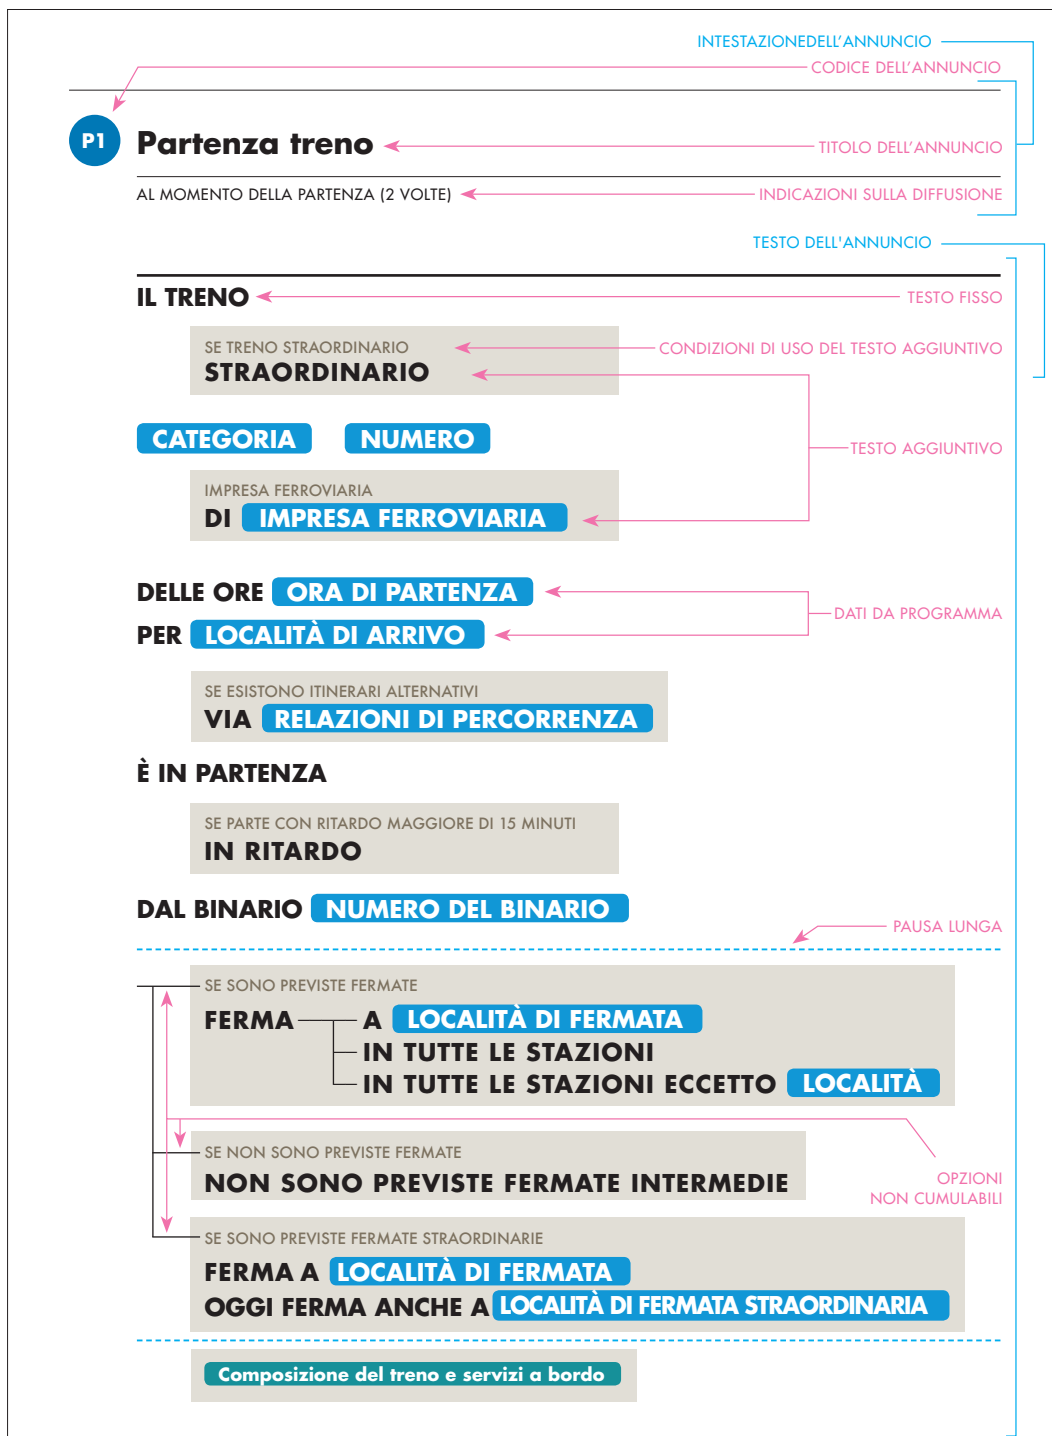 INTESTAZIONEDELL'ANNUNCIO
CODICE DELL'ANNUNCIO
P1 Partenza treno TITOLO DELL'ANNUNCIO
AL MOMENTO DELLA PARTENZA (2 VOLTE) INDICAZIONI SULLA DIFFUSIONE
TESTO DELL'ANNUNCIO
IL TRENO TESTO FISSO
SE TRENO STRAORDINARIO CONDIZIONI DI USO DEL TESTO AGGIUNTIVO
STRAORDINARIO
CATEGORIA NUMERO TESTO AGGIUNTIVO
IMPRESA FERROVIARIA
DI IMPRESA FERROVIARIA
DELLE ORE ORA DI PARTENZA
DATI DA PROGRAMMA
PER LOCALITÀ DI ARRIVO
SE ESISTONO ITINERARI ALTERNATIVI
VIA RELAZIONI DI PERCORRENZA
È IN PARTENZA
SE PARTE CON RITARDO MAGGIORE DI 15 MINUTI
IN RITARDO
DAL BINARIO NUMERO DEL BINARIO
PAUSA LUNGA
SE SONO PREVISTE FERMATE
FERMA A LOCALITÀ DI FERMATA
IN TUTTE LE STAZIONI
IN TUTTE LE STAZIONI ECCETTO LOCALITÀ
SE NON SONO PREVISTE FERMATE
NON SONO PREVISTE FERMATE INTERMEDIE
OPZIONI
NON CUMULABILI
SE SONO PREVISTE FERMATE STRAORDINARIE
FERMA A LOCALITÀ DI FERMATA
OGGI FERMA ANCHE A LOCALITÀ DI FERMATA STRAORDINARIA
Composizione del treno e servizi a bordo